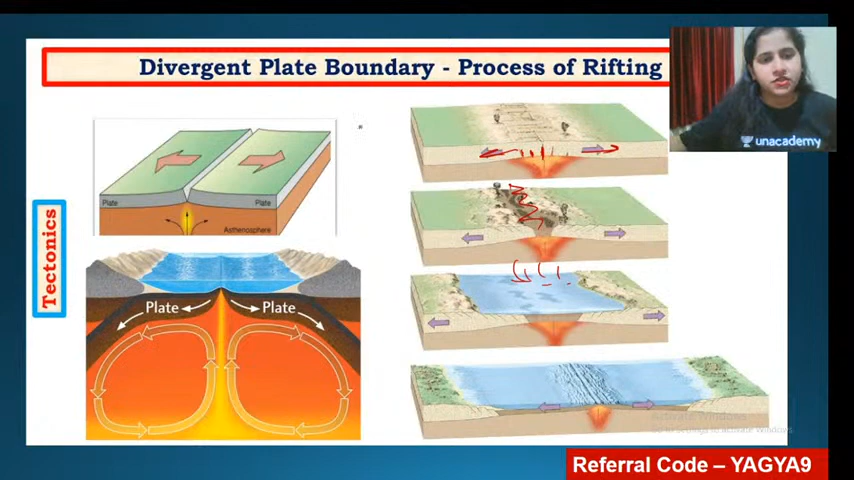 Divergent Plate Boundary - Process of Rifting
unacademy
Plate
Plate
Asthenosphere
Tectonics
Plate
Plate
Referral Code – YAGYA9